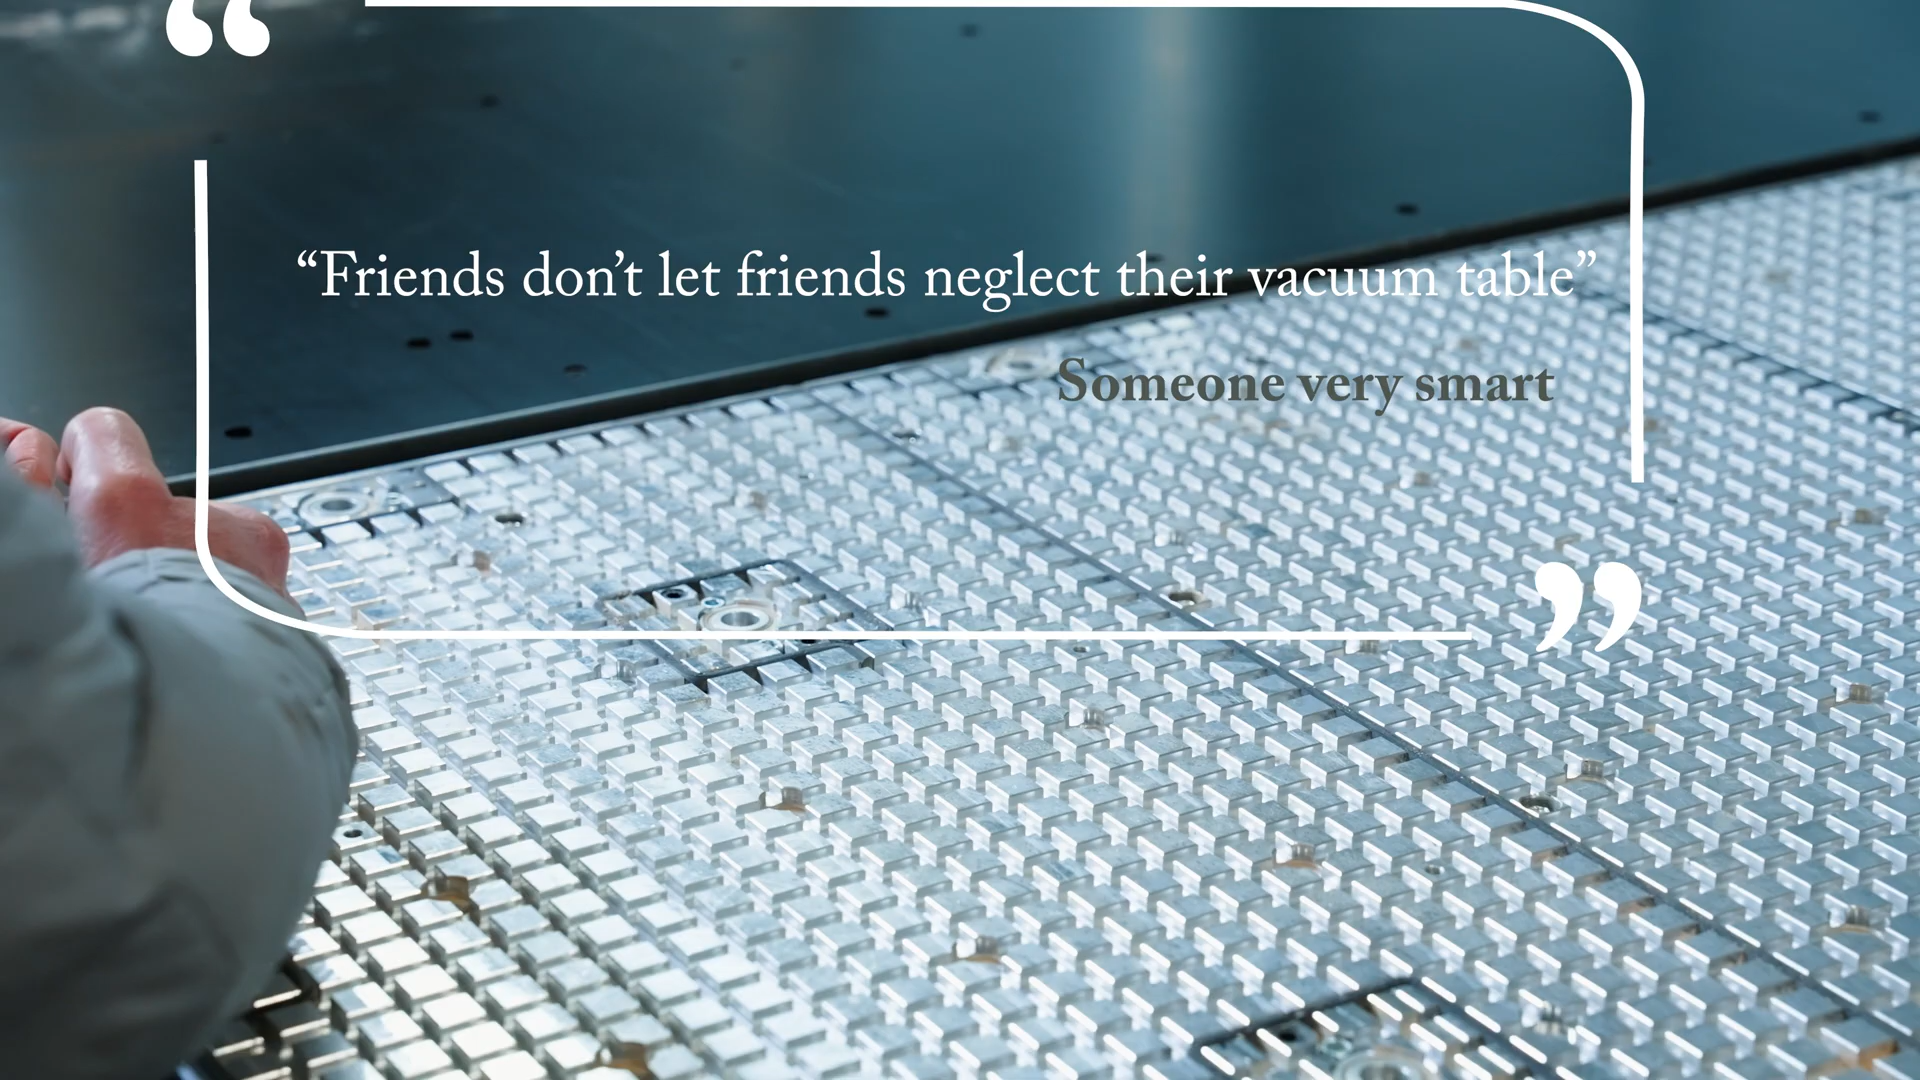 “Friends don’t let friends neglect their vacuum table”
Someone very smart